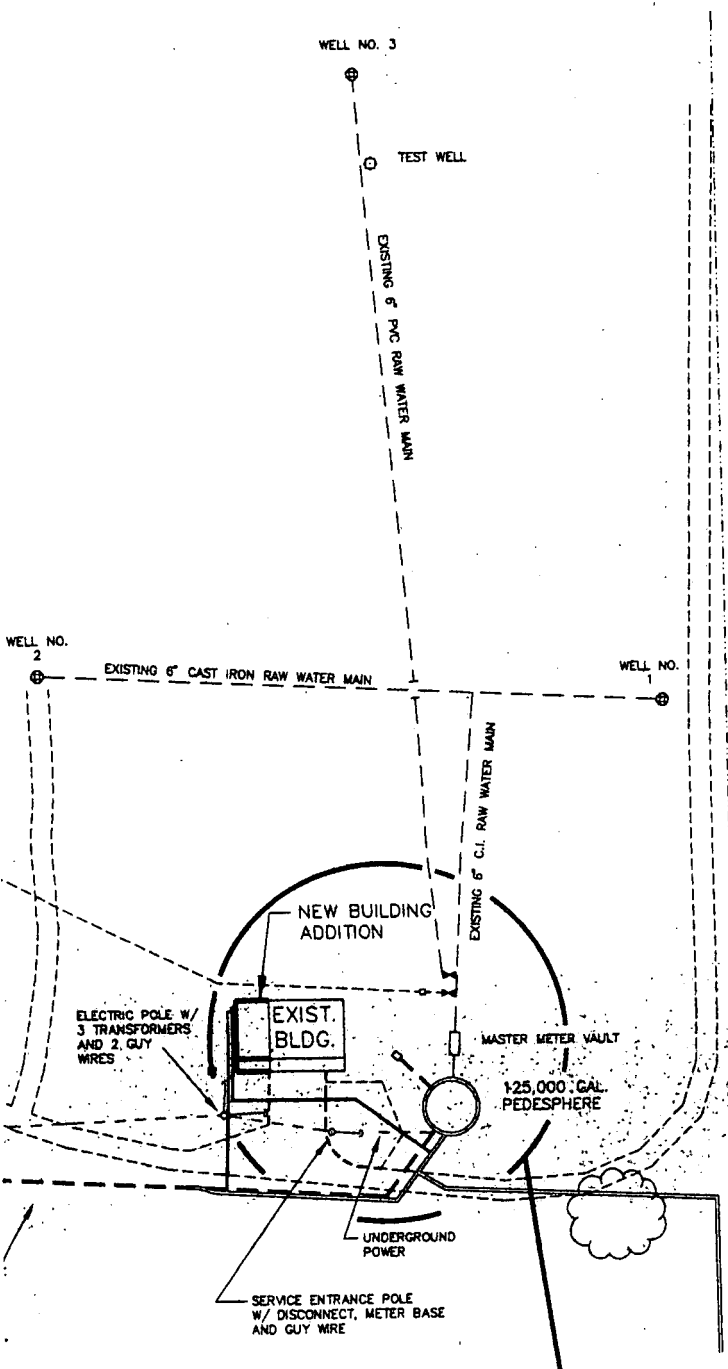 WELL NO. 3
TEST WELL
EXISTING 6" PVC RAW WATER MAIN
WELL NO.
2
EXISTING 6" CAST IRON RAW WATER MAIN
WELL NO.
1
EXISTING 6" C.I. RAW WATER MAIN
NEW BUILDING
ADDITION
EXIST.
BLDG.
ELECTRIC POLE W/
3 TRANSFORMERS
AND 2 GUY
WIRES
MASTER METER VAULT
125,000 GAL.
PEDESPHERE
UNDERGROUND
POWER
SERVICE ENTRANCE POLE
W/ DISCONNECT, METER BASE
AND GUY WIRE